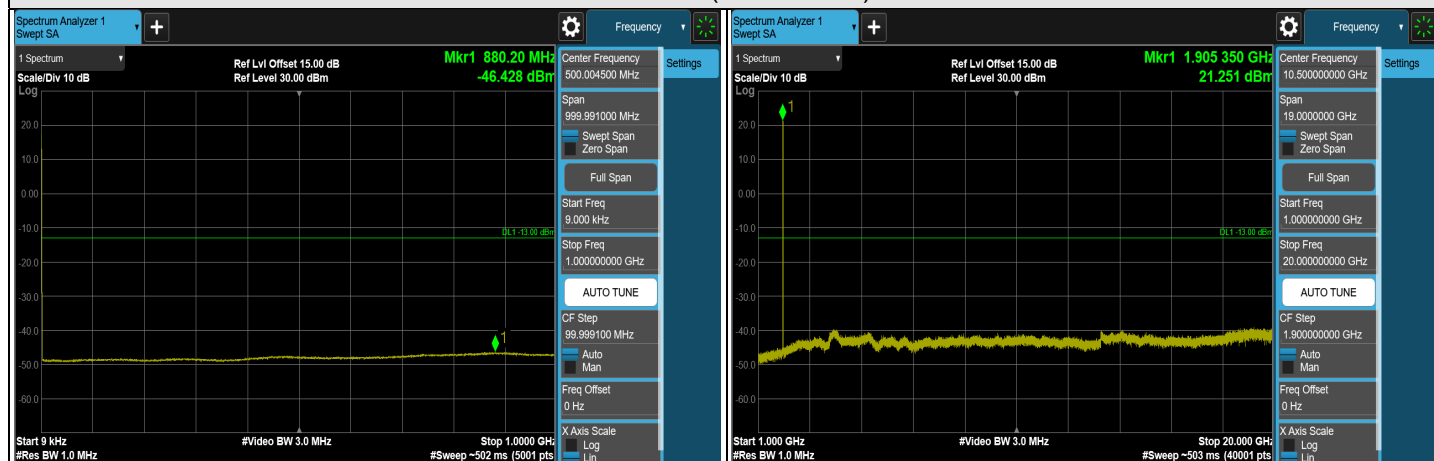 Spectrum Analyzer 1
Swept SA
+
Frequency
1 Spectrum
Scale/Div 10 dB
Ref Lvl Offset 15.00 dB
Ref Level 30.00 dBm
Mkr1 880.20 MHz
-46.428 dBm
Log
20.0
10.0
0.00
-10.0
-20.0
-30.0
-40.0
-50.0
-60.0
DL1 -13.00 dBm
1
Start 9 kHz
#Res BW 1.0 MHz
#Video BW 3.0 MHz
Stop 1.0000 GHz
#Sweep ~502 ms (5001 pts
Center Frequency
500.004500 MHz
Span
999.991000 MHz
Swept Span
Zero Span
Full Span
Start Freq
9.000 kHz
Stop Freq
1.000000000 GHz
AUTO TUNE
CF Step
99.999100 MHz
Auto
Man
Freq Offset
0 Hz
X Axis Scale
Log
Lin
Settings
Spectrum Analyzer 1
Swept SA
+
Frequency
1 Spectrum
Scale/Div 10 dB
Ref Lvl Offset 15.00 dB
Ref Level 30.00 dBm
Mkr1 1.905 350 GHz
21.251 dBm
Log
20.0
10.0
0.00
-10.0
-20.0
-30.0
-40.0
-50.0
-60.0
DL1 -13.00 dBm
1
Start 1.000 GHz
#Res BW 1.0 MHz
#Video BW 3.0 MHz
Stop 20.000 GHz
#Sweep ~503 ms (40001 pts
Center Frequency
10.500000000 GHz
Span
19.0000000 GHz
Swept Span
Zero Span
Full Span
Start Freq
1.000000000 GHz
Stop Freq
20.000000000 GHz
AUTO TUNE
CF Step
1.900000000 GHz
Auto
Man
Freq Offset
0 Hz
X Axis Scale
Log
Lin
Settings